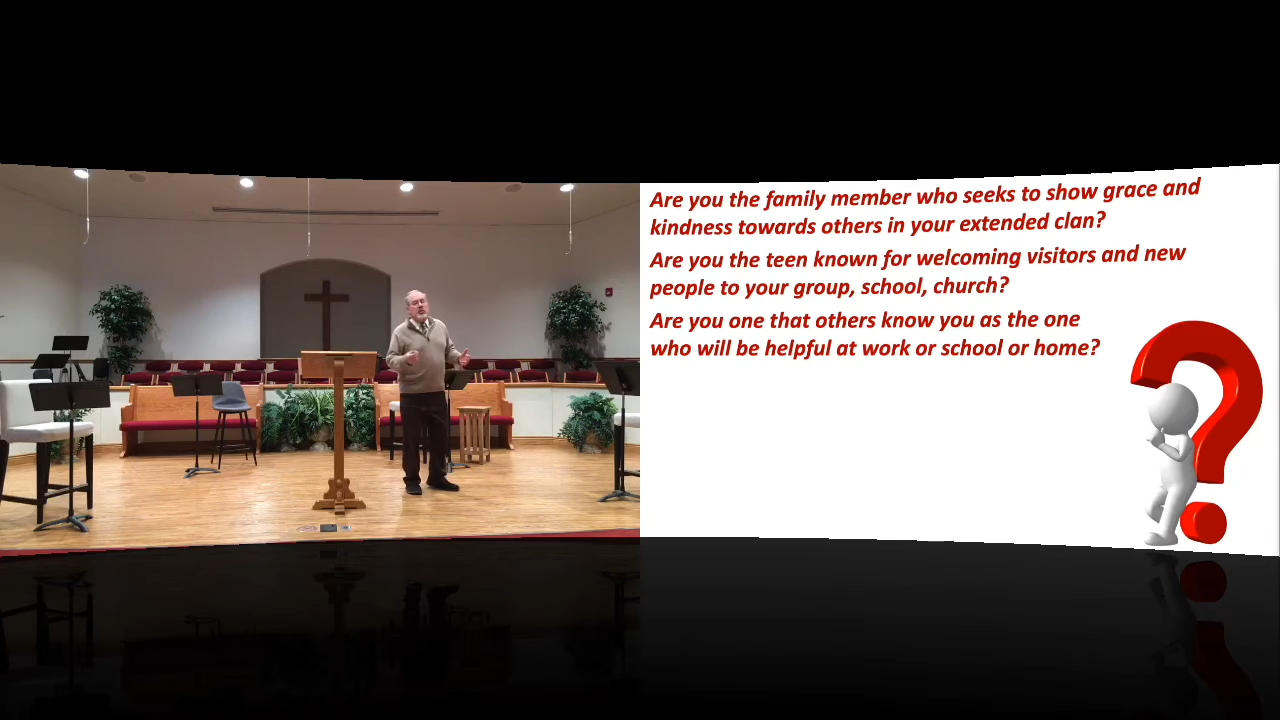 Are you the family member who seeks to show grace and
kindness towards others in your extended clan?
Are you the teen known for welcoming visitors and new
people to your group, school, church?
Are you one that others know you as the one
who will be helpful at work or school or home?